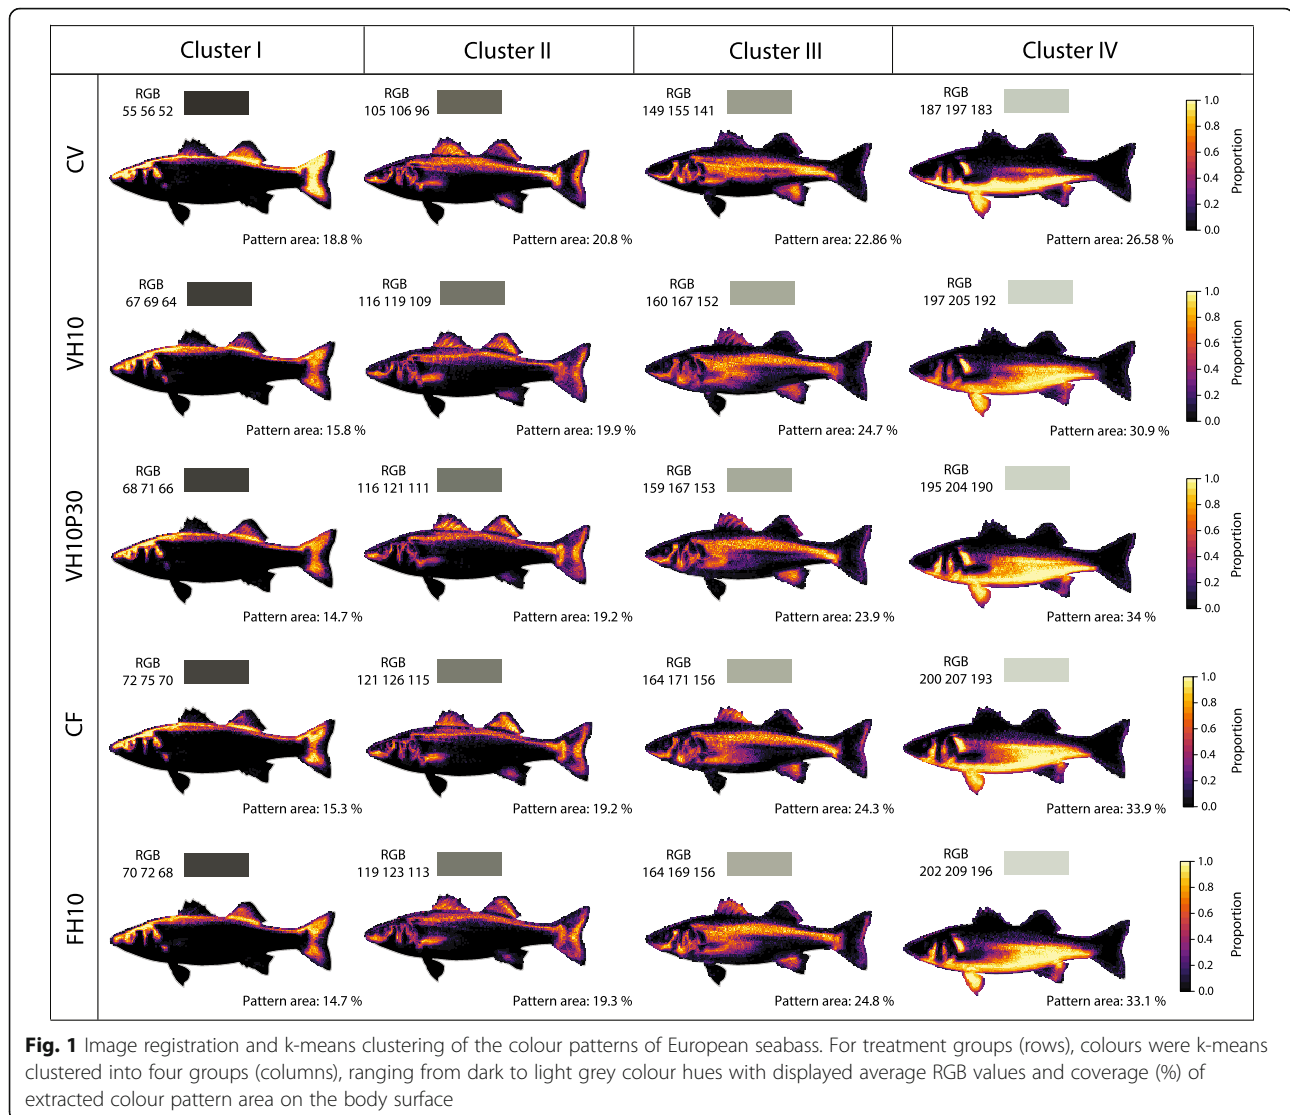 Cluster I
Cluster II
Cluster III
Cluster IV
CV
RGB
55 56 52
Pattern area: 18.8 %
RGB
105 106 96
Pattern area: 20.8 %
RGB
149 155 141
Pattern area: 22.86 %
RGB
187 197 183
Pattern area: 26.58 %
1.0
0.8
0.6
0.4
0.2
0.0
Proportion
VH10
RGB
67 69 64
Pattern area: 15.8 %
RGB
116 119 109
Pattern area: 19.9 %
RGB
160 167 152
Pattern area: 24.7 %
RGB
197 205 192
Pattern area: 30.9 %
1.0
0.8
0.6
0.4
0.2
0.0
Proportion
VH10P30
RGB
68 71 66
Pattern area: 14.7 %
RGB
116 121 111
Pattern area: 19.2 %
RGB
159 167 153
Pattern area: 23.9 %
RGB
195 204 190
Pattern area: 34 %
1.0
0.8
0.6
0.4
0.2
0.0
Proportion
CF
RGB
72 75 70
Pattern area: 15.3 %
RGB
121 126 115
Pattern area: 19.2 %
RGB
164 171 156
Pattern area: 24.3 %
RGB
200 207 193
Pattern area: 33.9 %
1.0
0.8
0.6
0.4
0.2
0.0
Proportion
FH10
RGB
70 72 68
Pattern area: 14.7 %
RGB
119 123 113
Pattern area: 19.3 %
RGB
164 169 156
Pattern area: 24.8 %
RGB
202 209 196
Pattern area: 33.1 %
1.0
0.8
0.6
0.4
0.2
0.0
Proportion
Fig. 1 Image registration and k-means clustering of the colour patterns of European seabass. For treatment groups (rows), colours were k-means
clustered into four groups (columns), ranging from dark to light grey colour hues with displayed average RGB values and coverage (%) of
extracted colour pattern area on the body surface